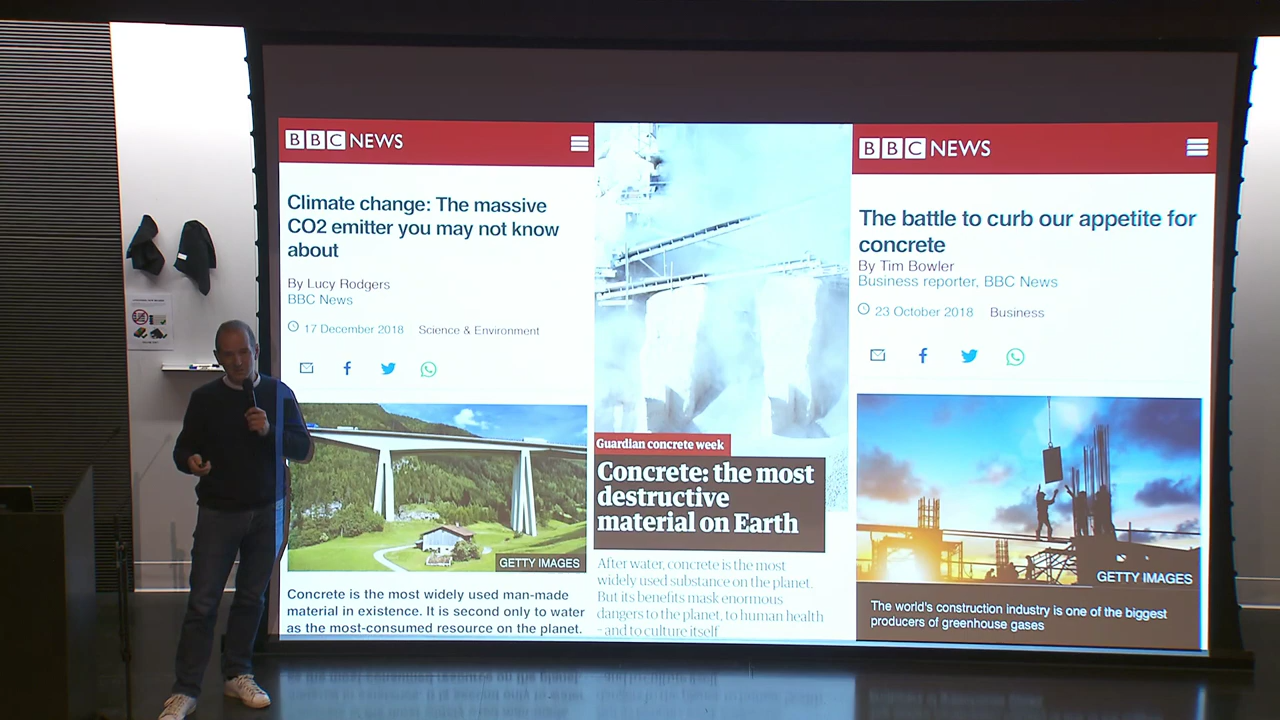 BBC NEWS
Climate change: The massive
CO2 emitter you may not know
about
By Lucy Rodgers
BBC News
17 December 2018 Science & Environment
GETTY IMAGES
Concrete is the most widely used man-made
material in existence. It is second only to water
as the most-consumed resource on the planet.
Guardian concrete week
Concrete: the most
destructive
material on Earth
After water, concrete is the most
widely used substance on the planet.
But its benefits mask enormous
dangers to the planet, to human health
– and to culture itself
BBC NEWS
The battle to curb our appetite for
concrete
By Tim Bowler
Business reporter, BBC News
23 October 2018 Business
GETTY IMAGES
The world's construction industry is one of the biggest
producers of greenhouse gases